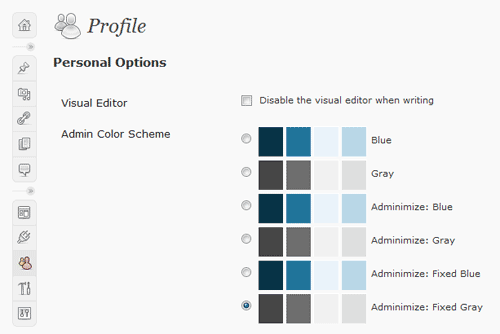 Profile
Personal Options
Visual Editor
Disable the visual editor when writing
Admin Color Scheme
Blue
Gray
Adminimize: Blue
Adminimize: Gray
Adminimize: Fixed Blue
Adminimize: Fixed Gray